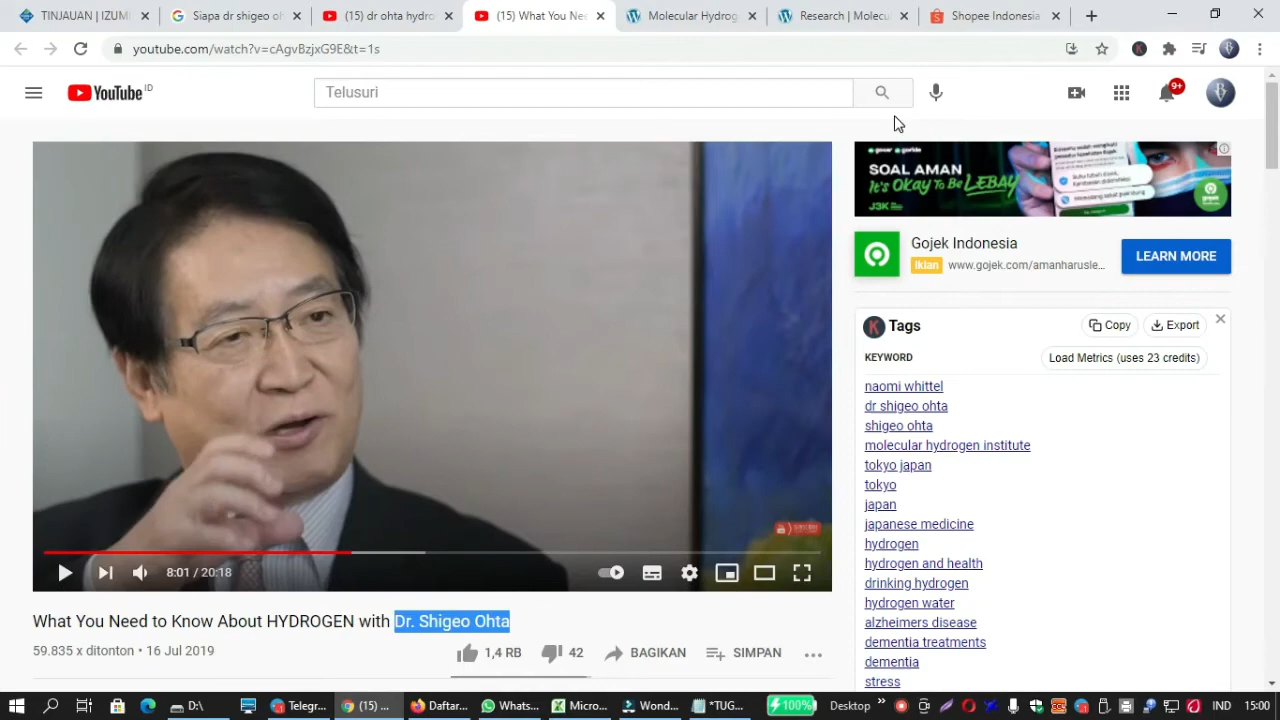 TINJAUAN | IZUMI
Siapa dr shigeo oh
(15) dr ohta hydro
(15) What You Nee
Molecular Hydrog
Research | Molecu
Shopee Indonesia
youtube.com/watch?v=cAgvBzjxG9E&t=1s
YouTube ID
Telusuri
9+
SOAL AMAN
It's OKay To Be LEBAY
J3K
Gojek Indonesia
Iklan www.gojek.com/amanharusle...
LEARN MORE
K Tags
Copy
Export
KEYWORD
Load Metrics (uses 23 credits)
naomi whittel
dr shigeo ohta
shigeo ohta
molecular hydrogen institute
tokyo japan
tokyo
japan
japanese medicine
hydrogen
hydrogen and health
drinking hydrogen
hydrogen water
alzheimers disease
dementia treatments
dementia
stress
SUBSCRIBE
8:01 / 20:18
What You Need to Know About HYDROGEN with Dr. Shigeo Ohta
59.835 x ditonton • 16 Jul 2019
1,4 RB
42
BAGIKAN
SIMPAN
D:\
Telegr...
(15) ...
Daftar...
Whats...
Micro...
Wond...
*TUG...
100%
Desktop
IND
15:00